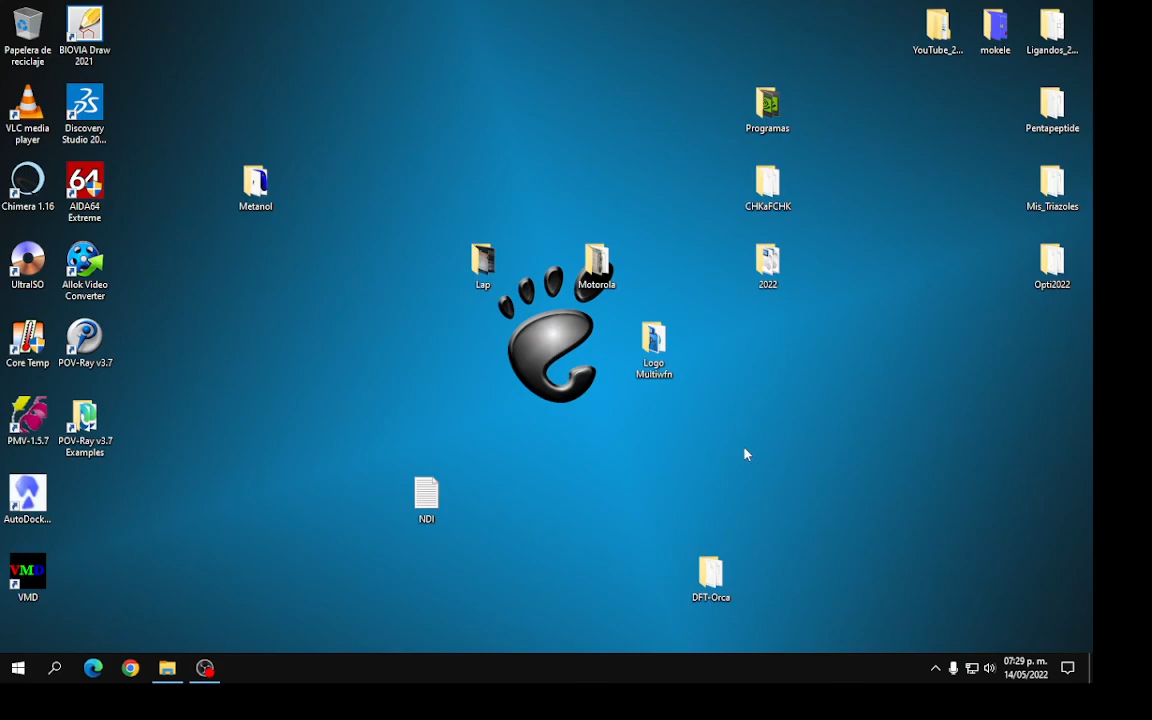 Papelera de
reciclaje
BIOVIA Draw
2021
YouTube_2...
mokele
Ligandos_2...
VLC media
player
Discovery
Studio 20...
Programas
Pentapeptide
Chimera 1.16
64
AIDA64
Extreme
Metanol
CHKaFCHK
Mis_Triazoles
UltraISO
Allok Video
Converter
Lap
Motorola
2022
Opti2022
Core Temp
POV-Ray v3.7
Logo
Multiwfn
PMV-1.5.7
POV-Ray v3.7
Examples
AutoDock...
NDI
VMD
VMD
DFT-Orca
07:29 p. m.
14/05/2022